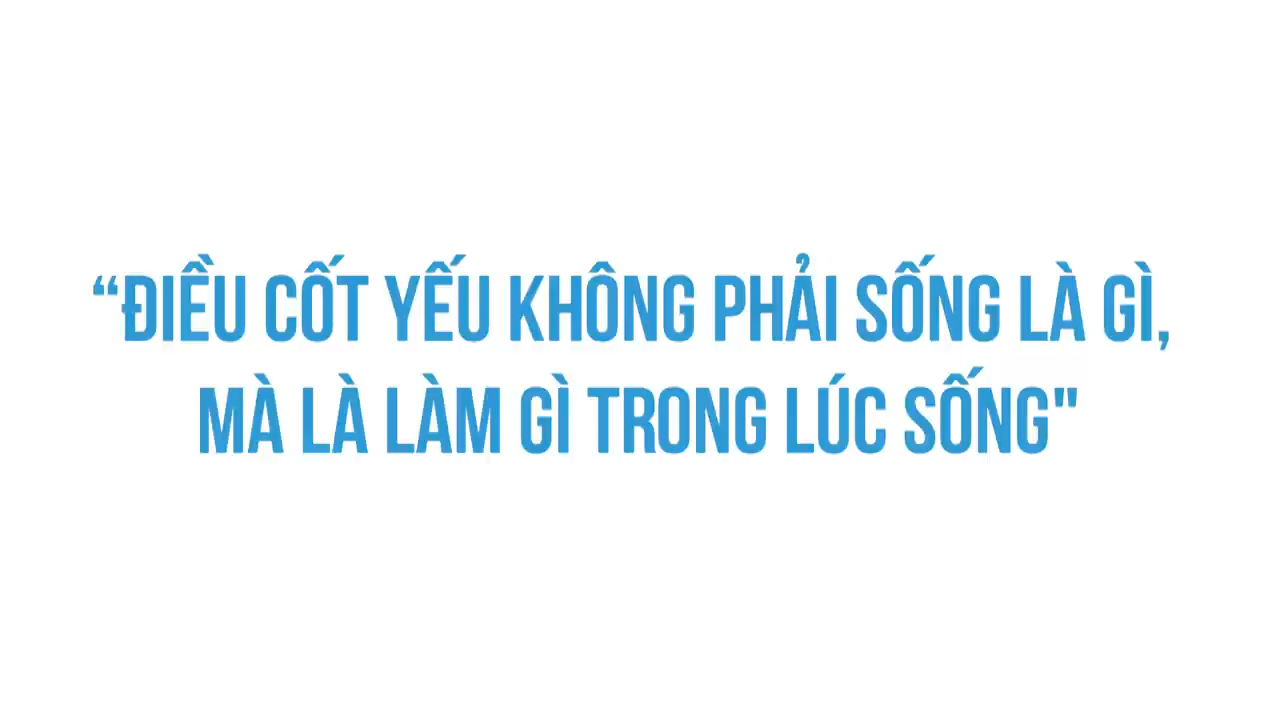 “ĐIỀU CỐT YẾU KHÔNG PHẢI SỐNG LÀ GÌ,
MÀ LÀ LÀM GÌ TRONG LÚC SỐNG"